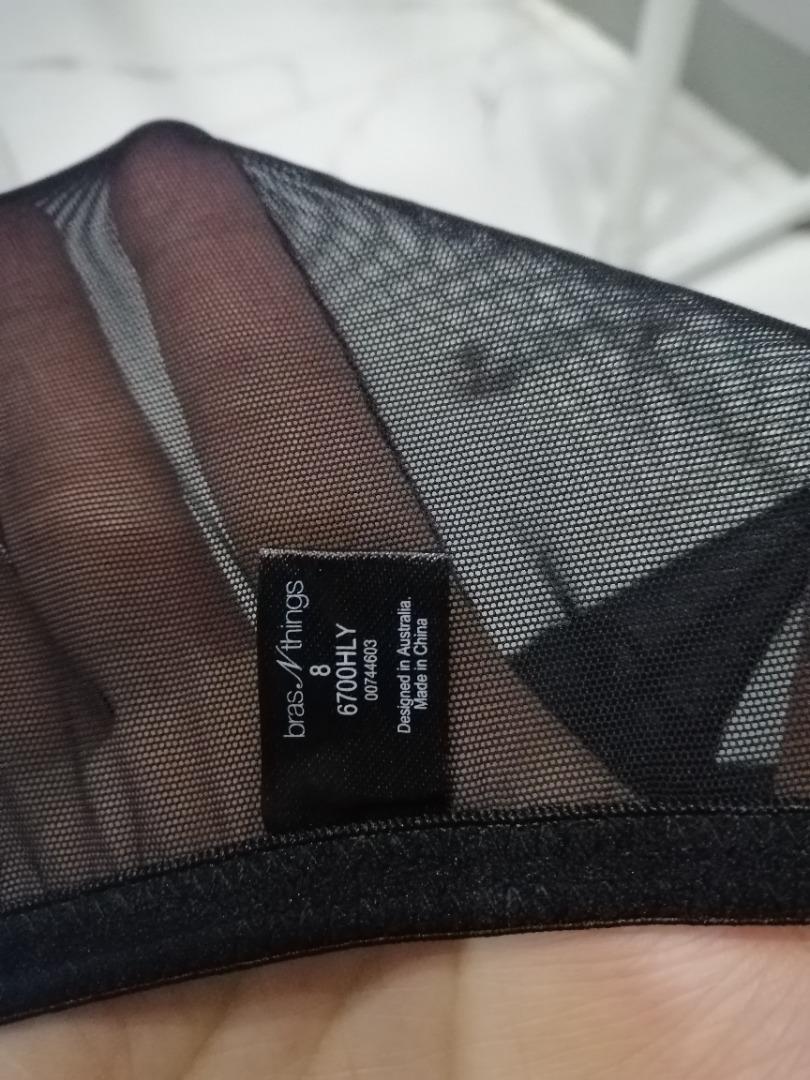 bras N things
8
6700HLY
00744603
Designed in Australia.
Made in China